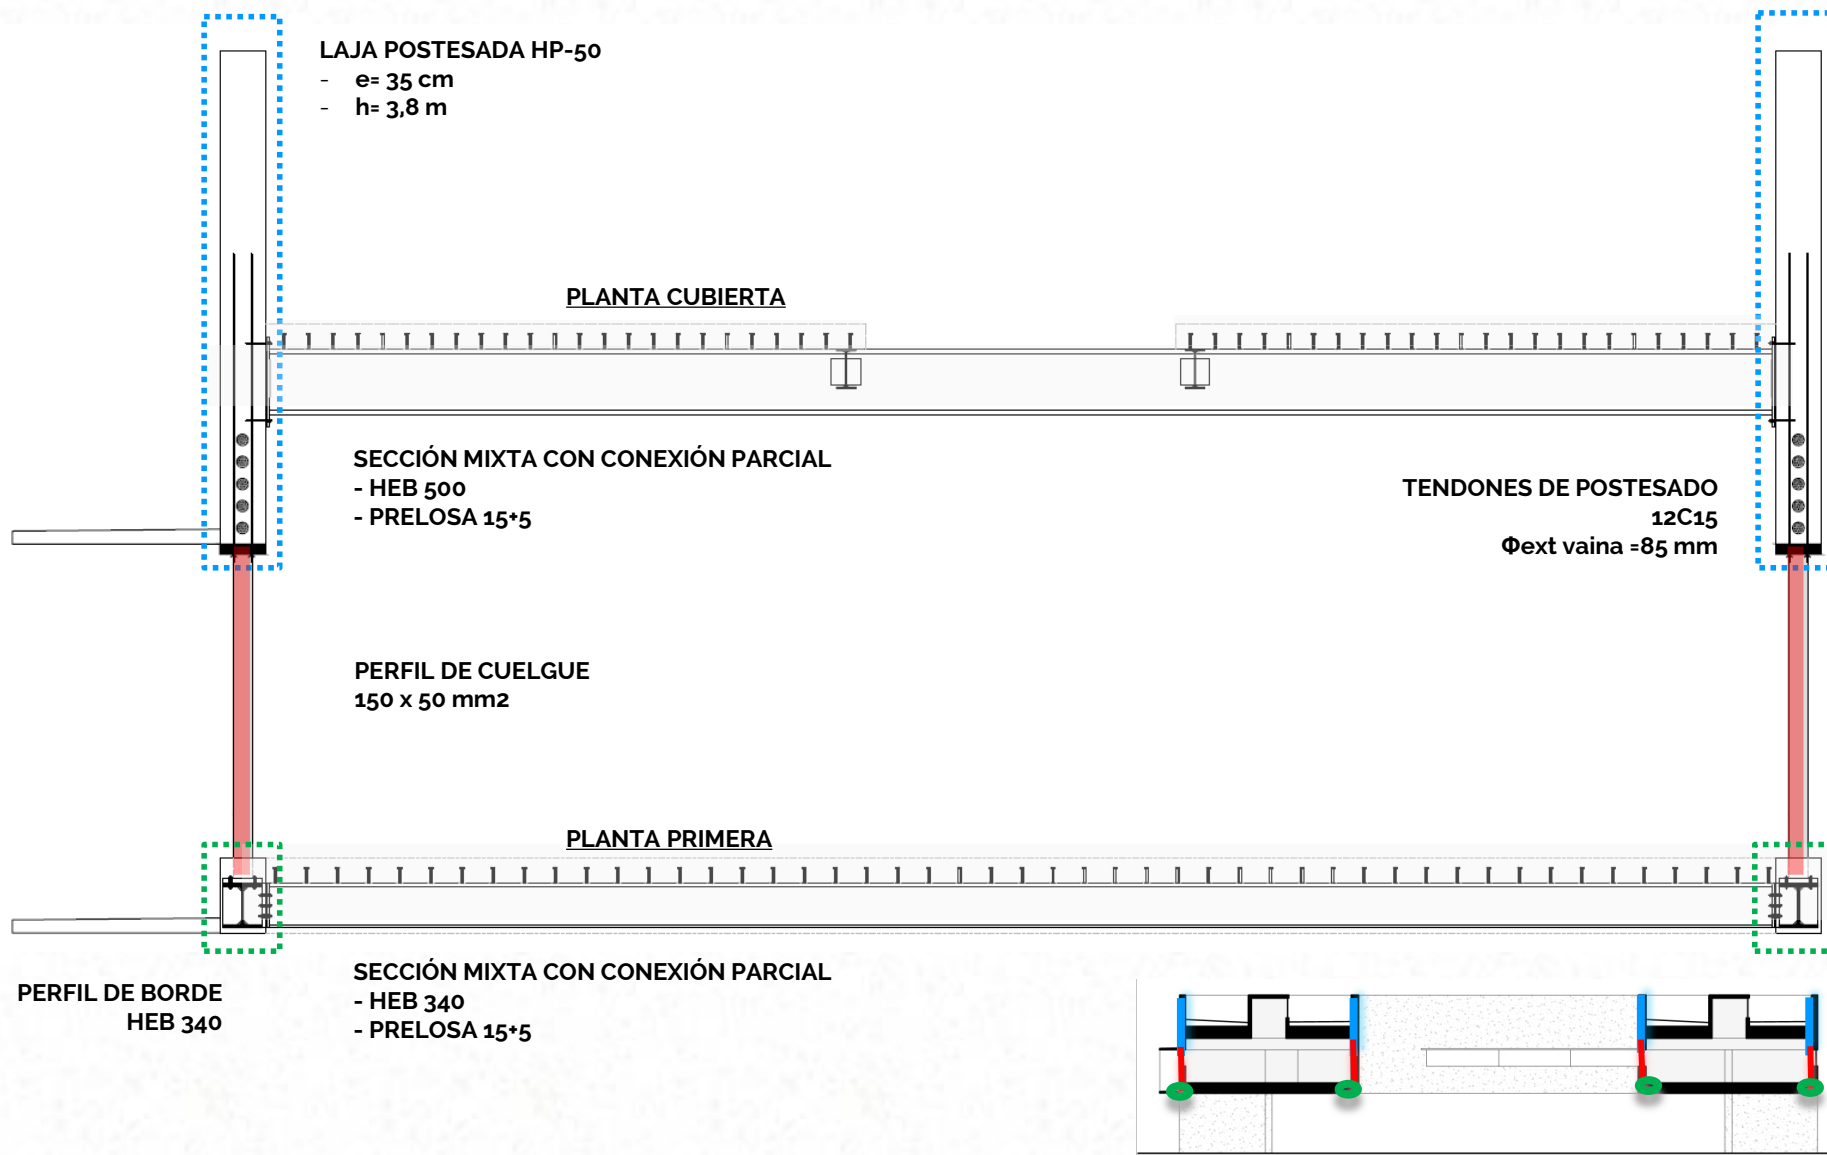 LAJA POSTESADA HP-50
- e= 35 cm
- h= 3,8 m
PLANTA CUBIERTA
SECCIÓN MIXTA CON CONEXIÓN PARCIAL
- HEB 500
- PRELOSA 15+5
TENDONES DE POSTESADO
12C15
Φext vaina =85 mm
PERFIL DE CUELGUE
150 x 50 mm2
PLANTA PRIMERA
PERFIL DE BORDE
HEB 340
SECCIÓN MIXTA CON CONEXIÓN PARCIAL
- HEB 340
- PRELOSA 15+5